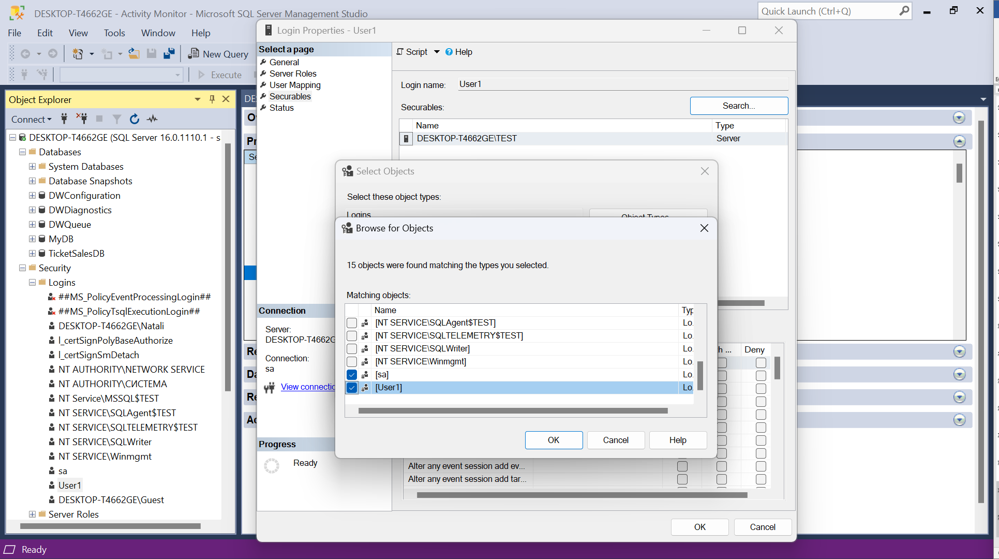 DESKTOP-T4662GE - Activity Monitor - Microsoft SQL Server Management Studio
Quick Launch (Ctrl+Q)
File Edit View Tools Window Help
New Query
Execute
Object Explorer
Connect
DESKTOP-T4662GE (SQL Server 16.0.1110.1 - s
Databases
System Databases
Database Snapshots
DWConfiguration
DWDiagnostics
DWQueue
MyDB
TicketSalesDB
Security
Logins
##MS_PolicyEventProcessingLogin##
##MS_PolicyTsqlExecutionLogin##
DESKTOP-T4662GE\Natali
l_certSignPolyBaseAuthorize
l_certSignSmDetach
NT AUTHORITY\NETWORK SERVICE
NT AUTHORITY\СИСТЕМА
NT Service\MSSQL$TEST
NT SERVICE\SQLAgent$TEST
NT SERVICE\SQLTELEMETRY$TEST
NT SERVICE\SQLWriter
NT SERVICE\Winmgmt
sa
User1
DESKTOP-T4662GE\Guest
Server Roles
Ready
Login Properties - User1
Select a page
General
Server Roles
User Mapping
Securables
Status
Connection
Server:
DESKTOP-T4662G
Connection:
sa
View connectio
Progress
Ready
Script Help
Login name: User1
Securables:
Search...
Name Type
DESKTOP-T4662GE\TEST Server
h ... Deny
Alter any event session add ev...
Alter any event session add tar...
OK Cancel
Select Objects
Select these object types:
Logins
Object Types
Browse for Objects
15 objects were found matching the types you selected.
Matching objects:
Name Typ
[NT SERVICE\SQLAgent$TEST] Lo.
[NT SERVICE\SQLTELEMETRY$TEST] Lo.
[NT SERVICE\SQLWriter] Lo.
[NT SERVICE\Winmgmt] Lo.
[sa] Lo.
[User1] Lo.
OK Cancel Help